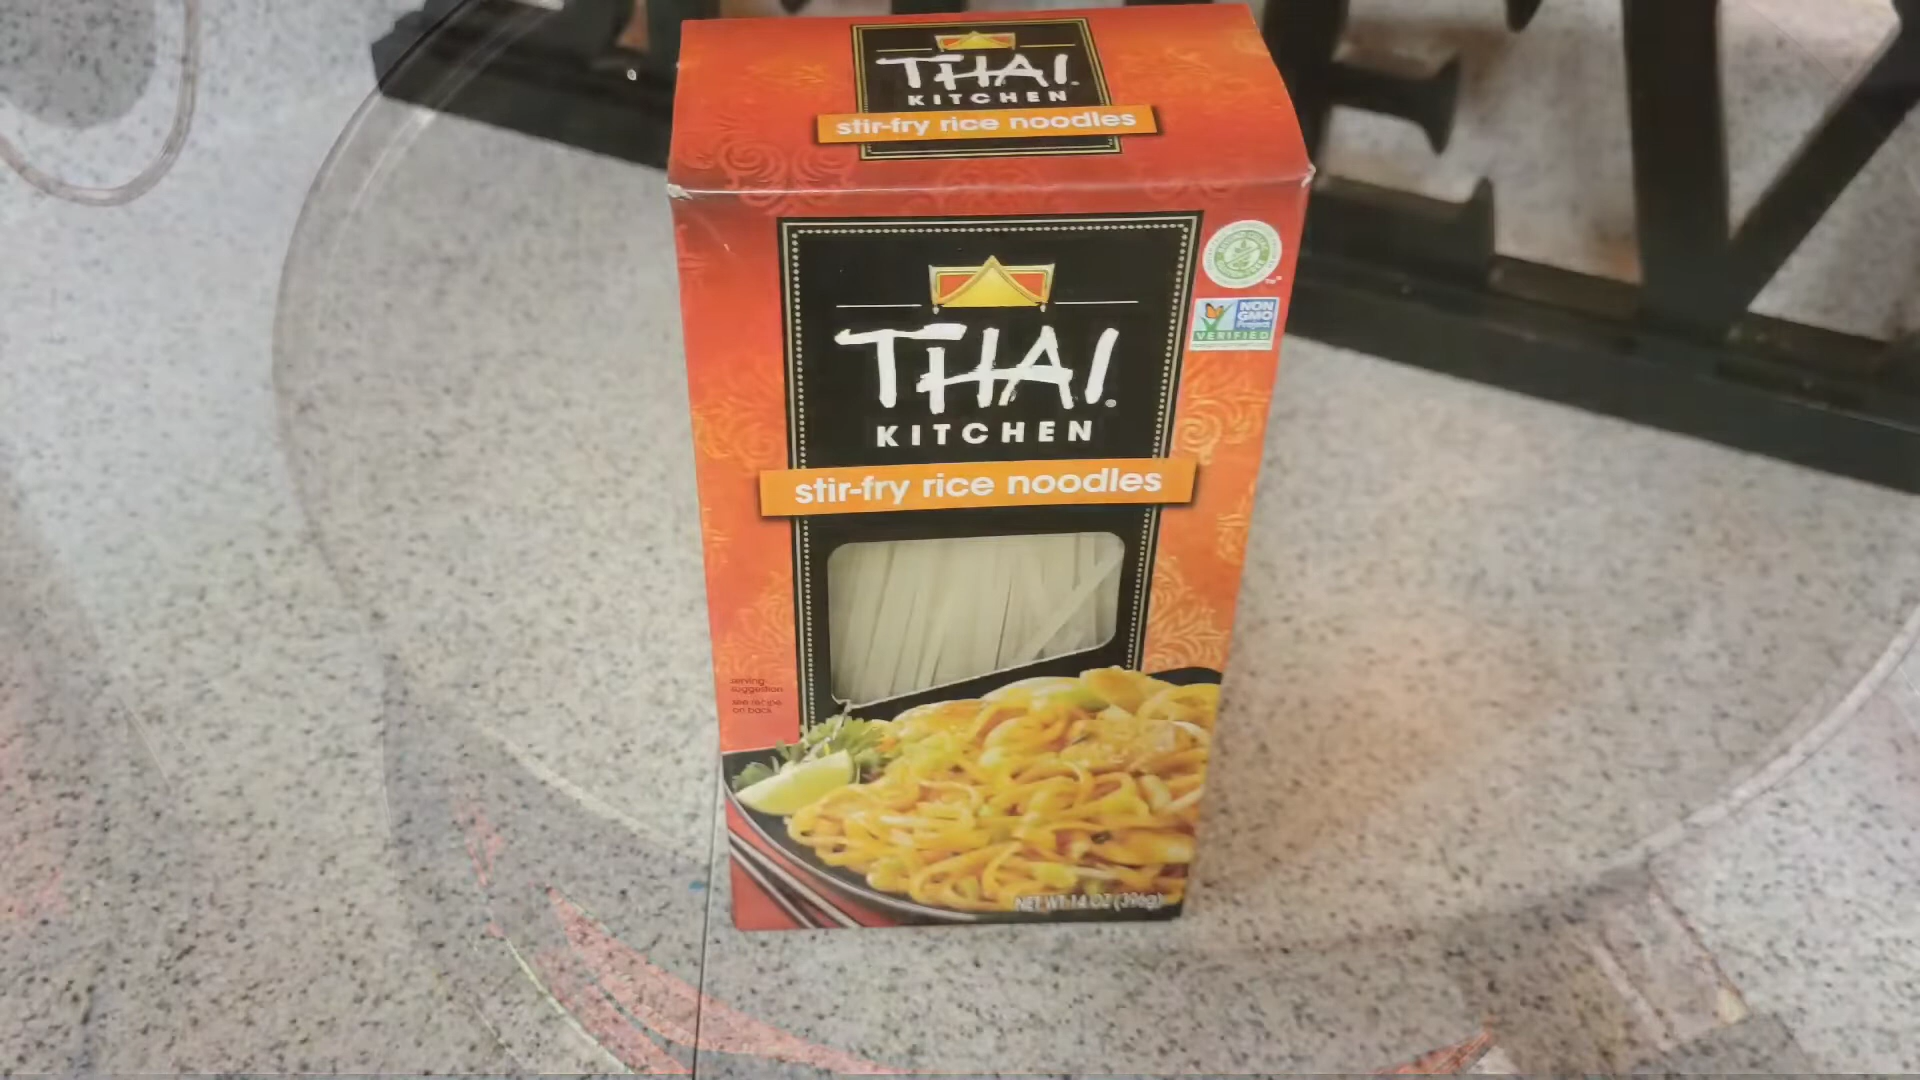 THAI
KITCHEN
stir-fry rice noodles
THAI
KITCHEN
stir-fry rice noodles
NON
GMO
Project
VERIFIED
serving
suggestion
see recipe
on back
NET WT 14 OZ (396g)